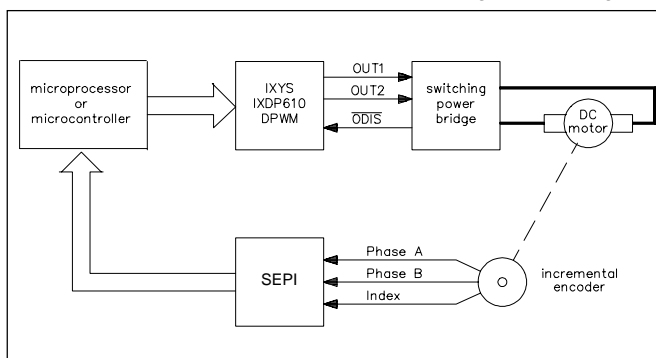 microprocessor
or
microcontroller
IXYS
IXDP610
DPWM
OUT1
OUT2
ODIS
switching
power
bridge
DC
motor
SEPI
Phase A
Phase B
Index
incremental
encoder